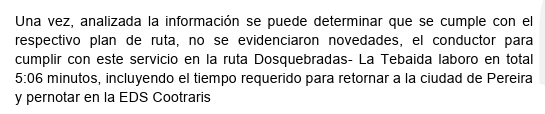 Una vez, analizada la información se puede determinar que se cumple con el
respectivo plan de ruta, no se evidenciaron novedades, el conductor para
cumplir con este servicio en la ruta Dosquebradas- La Tebaida laboro en total
5:06 minutos, incluyendo el tiempo requerido para retornar a la ciudad de Pereira
y pernotar en la EDS Cootraris